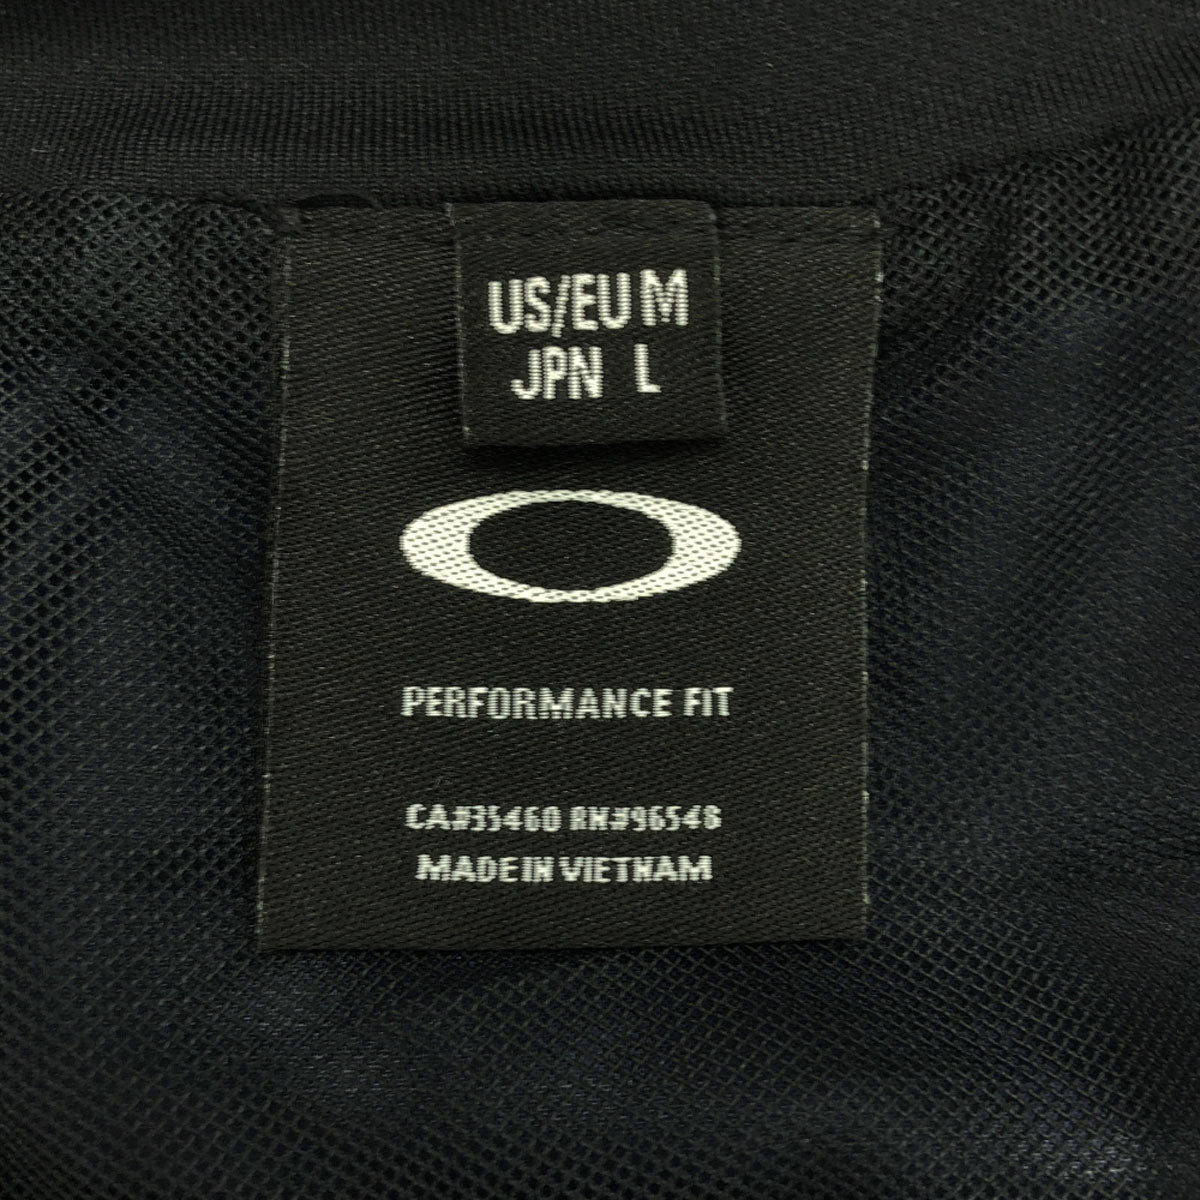 US/EU M
JPN L
PERFORMANCE FIT
CA#35460 RN#96548
MADE IN VIETNAM